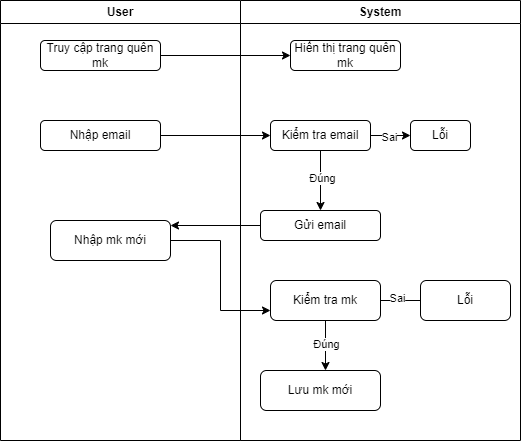 User
System
Truy cập trang quên
mk
Hiển thị trang quên
mk
Nhập email
Kiểm tra email
Sai
Lỗi
Đúng
Gửi email
Nhập mk mới
Kiểm tra mk
Sai
Lỗi
Đúng
Lưu mk mới